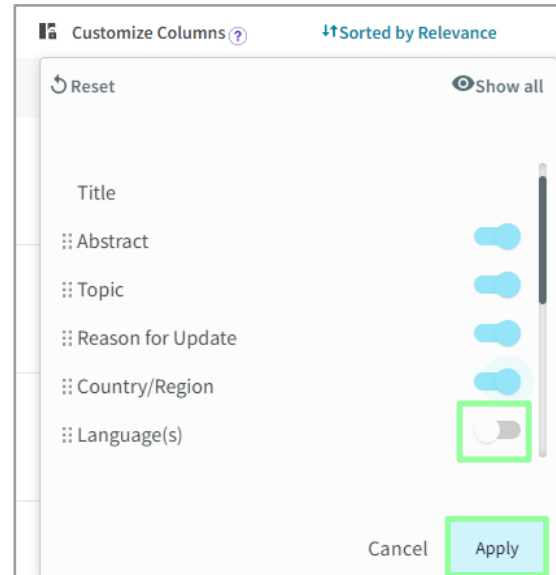 Customize Columns ? Sorted by Relevance
Reset Show all
Title
Abstract
Topic
Reason for Update
Country/Region
Language(s)
Cancel Apply